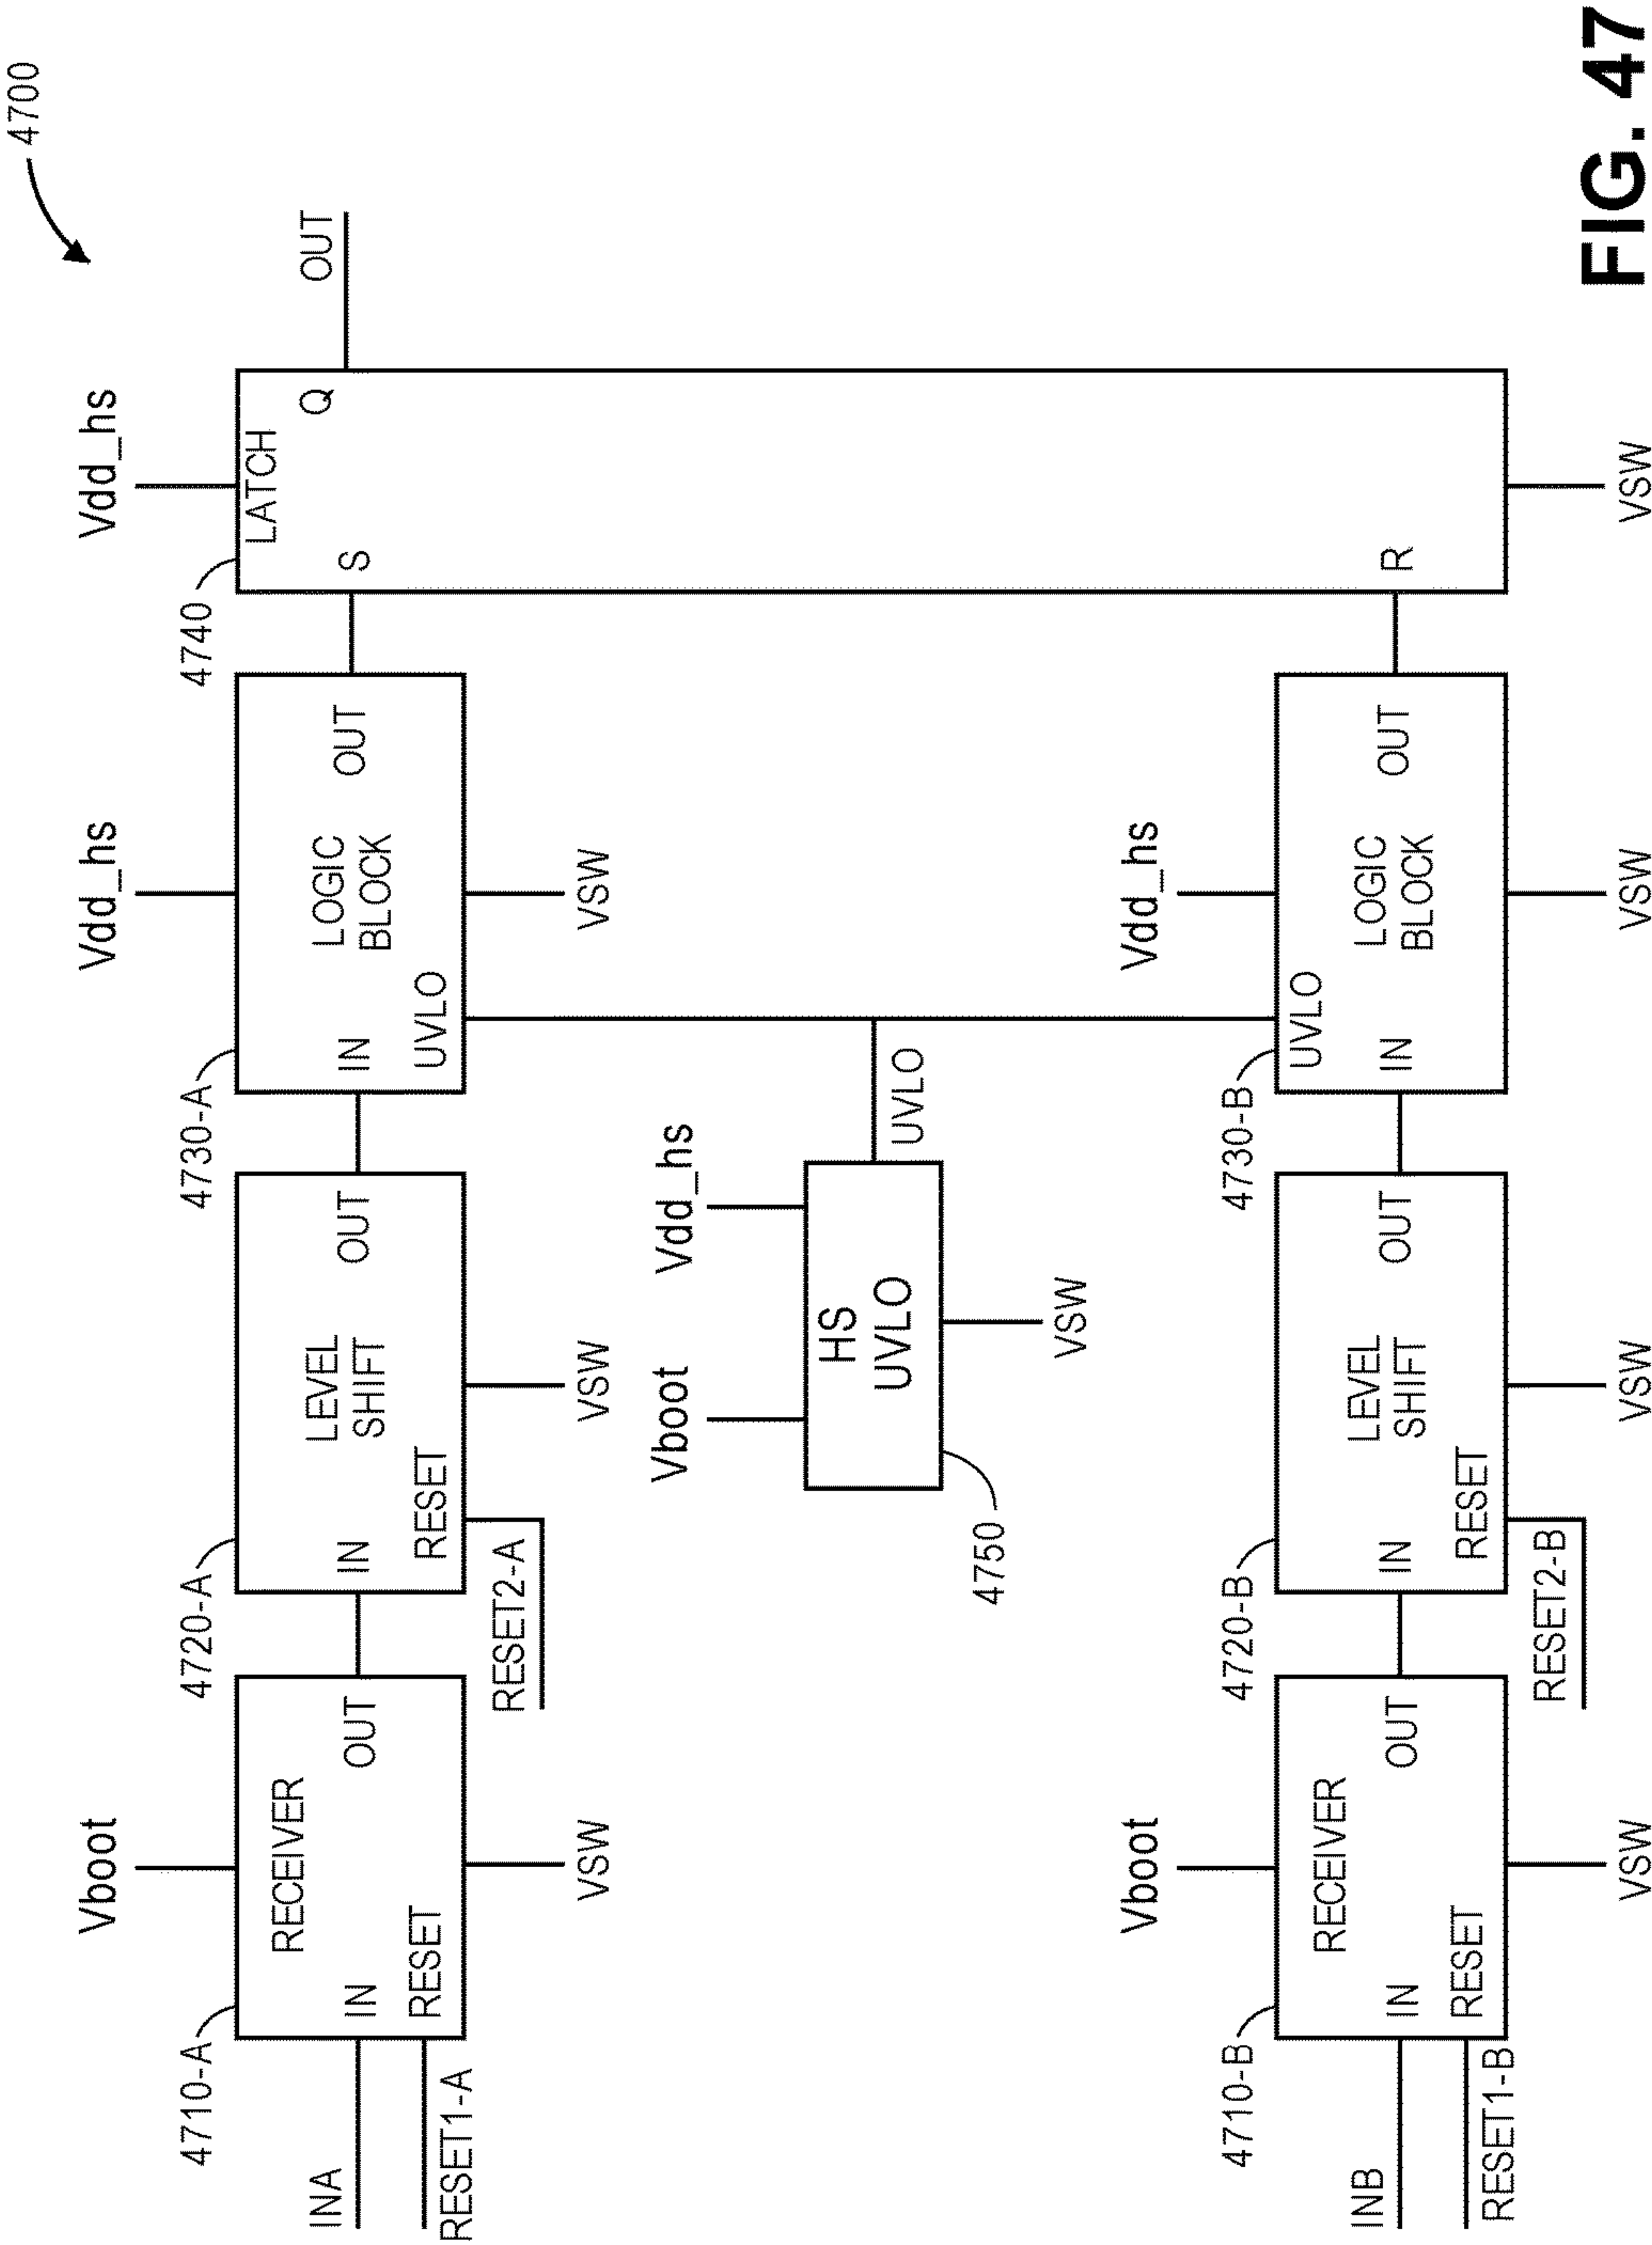 4700
Vboot
Vdd_hs
Vdd_hs
4710-A
4720-A
4730-A
4740
INA
RESET1-A
RECEIVER
IN
OUT
RESET
VSW
LEVEL
SHIFT
IN
OUT
RESET
RESET2-A
VSW
LOGIC
BLOCK
IN
OUT
UVLO
VSW
LATCH
S
Q
R
OUT
VSW
Vboot
Vdd_hs
HS
UVLO
UVLO
4750
VSW
Vboot
Vdd_hs
4710-B
4720-B
4730-B
INB
RESET1-B
RECEIVER
IN
OUT
RESET
VSW
LEVEL
SHIFT
IN
OUT
RESET
RESET2-B
VSW
UVLO
LOGIC
BLOCK
IN
OUT
VSW
FIG. 47